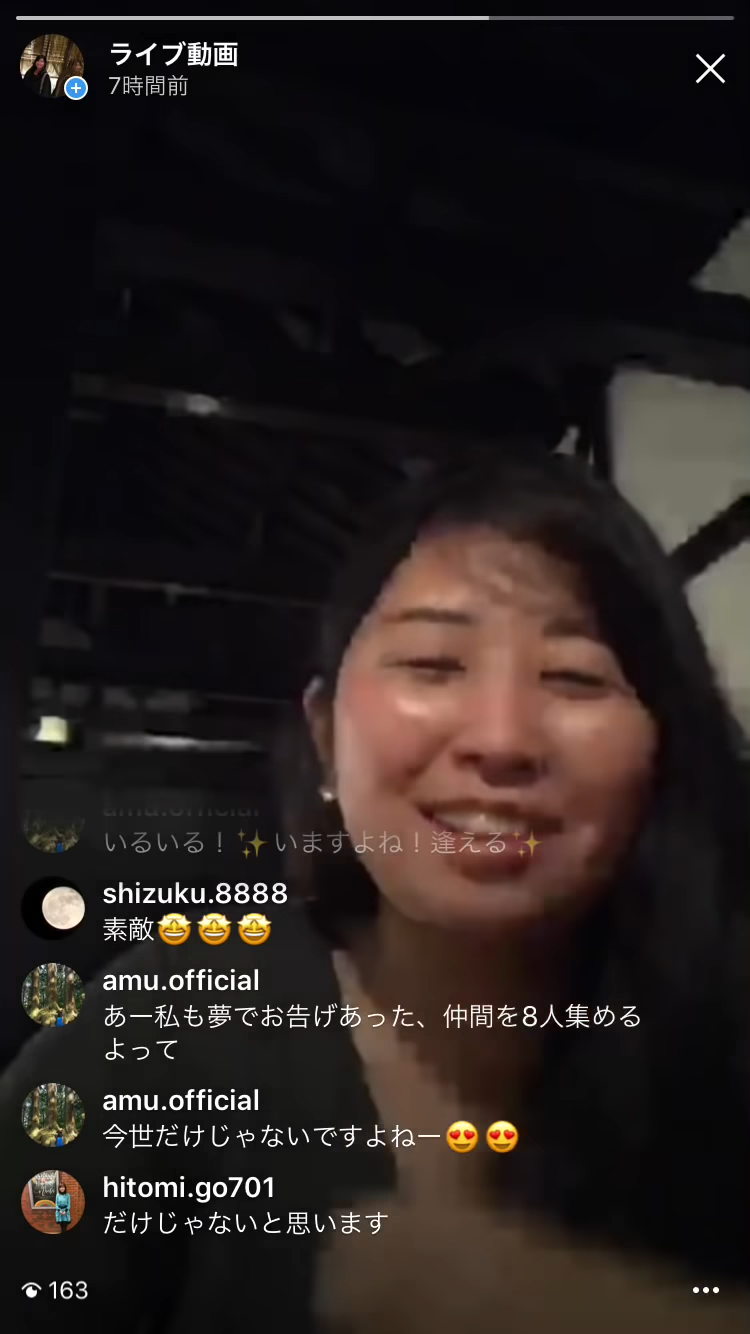 ライブ動画
7時間前
amu.official
いるいる！✨いますよね！逢える✨
shizuku.8888
素敵🤩🤩🤩
amu.official
あー私も夢でお告げあった、仲間を8人集める
よって
amu.official
今世だけじゃないですよねー😍😍
hitomi.go701
だけじゃないと思います
163